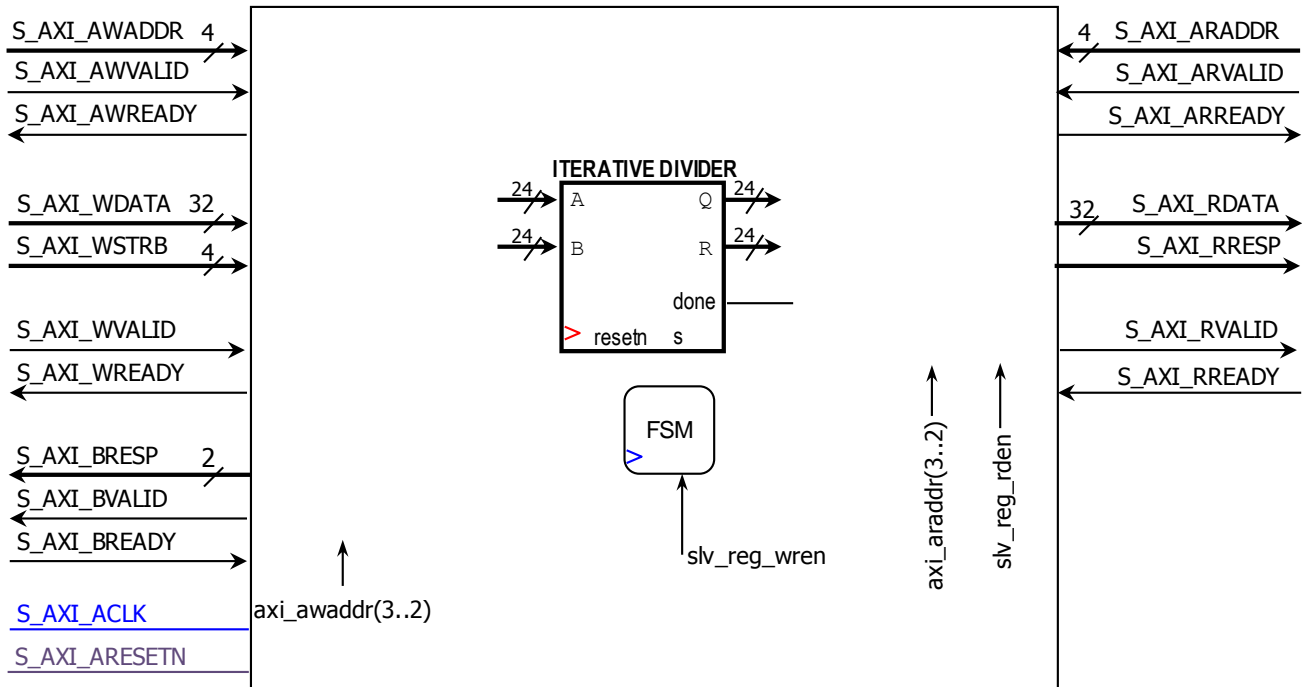 S_AXI_AWADDR 4
S_AXI_AWVALID
S_AXI_AWREADY
S_AXI_WDATA 32
S_AXI_WSTRB 4
S_AXI_WVALID
S_AXI_WREADY
S_AXI_BRESP 2
S_AXI_BVALID
S_AXI_BREADY
S_AXI_ACLK
S_AXI_ARESETN
axi_awaddr(3..2)
ITERATIVE DIVIDER
24 A Q 24
24 B R 24
done
resetn s
FSM
slv_reg_wren
axi_araddr(3..2)
slv_reg_rden
4 S_AXI_ARADDR
S_AXI_ARVALID
S_AXI_ARREADY
32 S_AXI_RDATA
S_AXI_RRESP
S_AXI_RVALID
S_AXI_RREADY